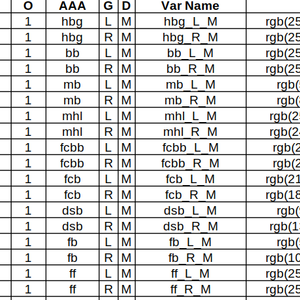 O AAA G D Var Name
1 hbg L M hbg_L_M rgb(25
1 hbg R M hbg_R_M rgb(25
1 bb L M bb_L_M rgb(25
1 bb R M bb_R_M rgb(25
1 mb L M mb_L_M rgb(
1 mb R M mb_R_M rgb(
1 mhl L M mhl_L_M rgb(2
1 mhl R M mhl_R_M rgb(2
1 fcbb L M fcbb_L_M rgb(2
1 fcbb R M fcbb_R_M rgb(2
1 fcb L M fcb_L_M rgb(21
1 fcb R M fcb_R_M rgb(18
1 dsb L M dsb_L_M rgb(
1 dsb R M dsb_R_M rgb(1
1 fb L M fb_L_M rgb(
1 fb R M fb_R_M rgb(10
1 ff L M ff_L_M rgb(25
1 ff R M ff_R_M rgb(25